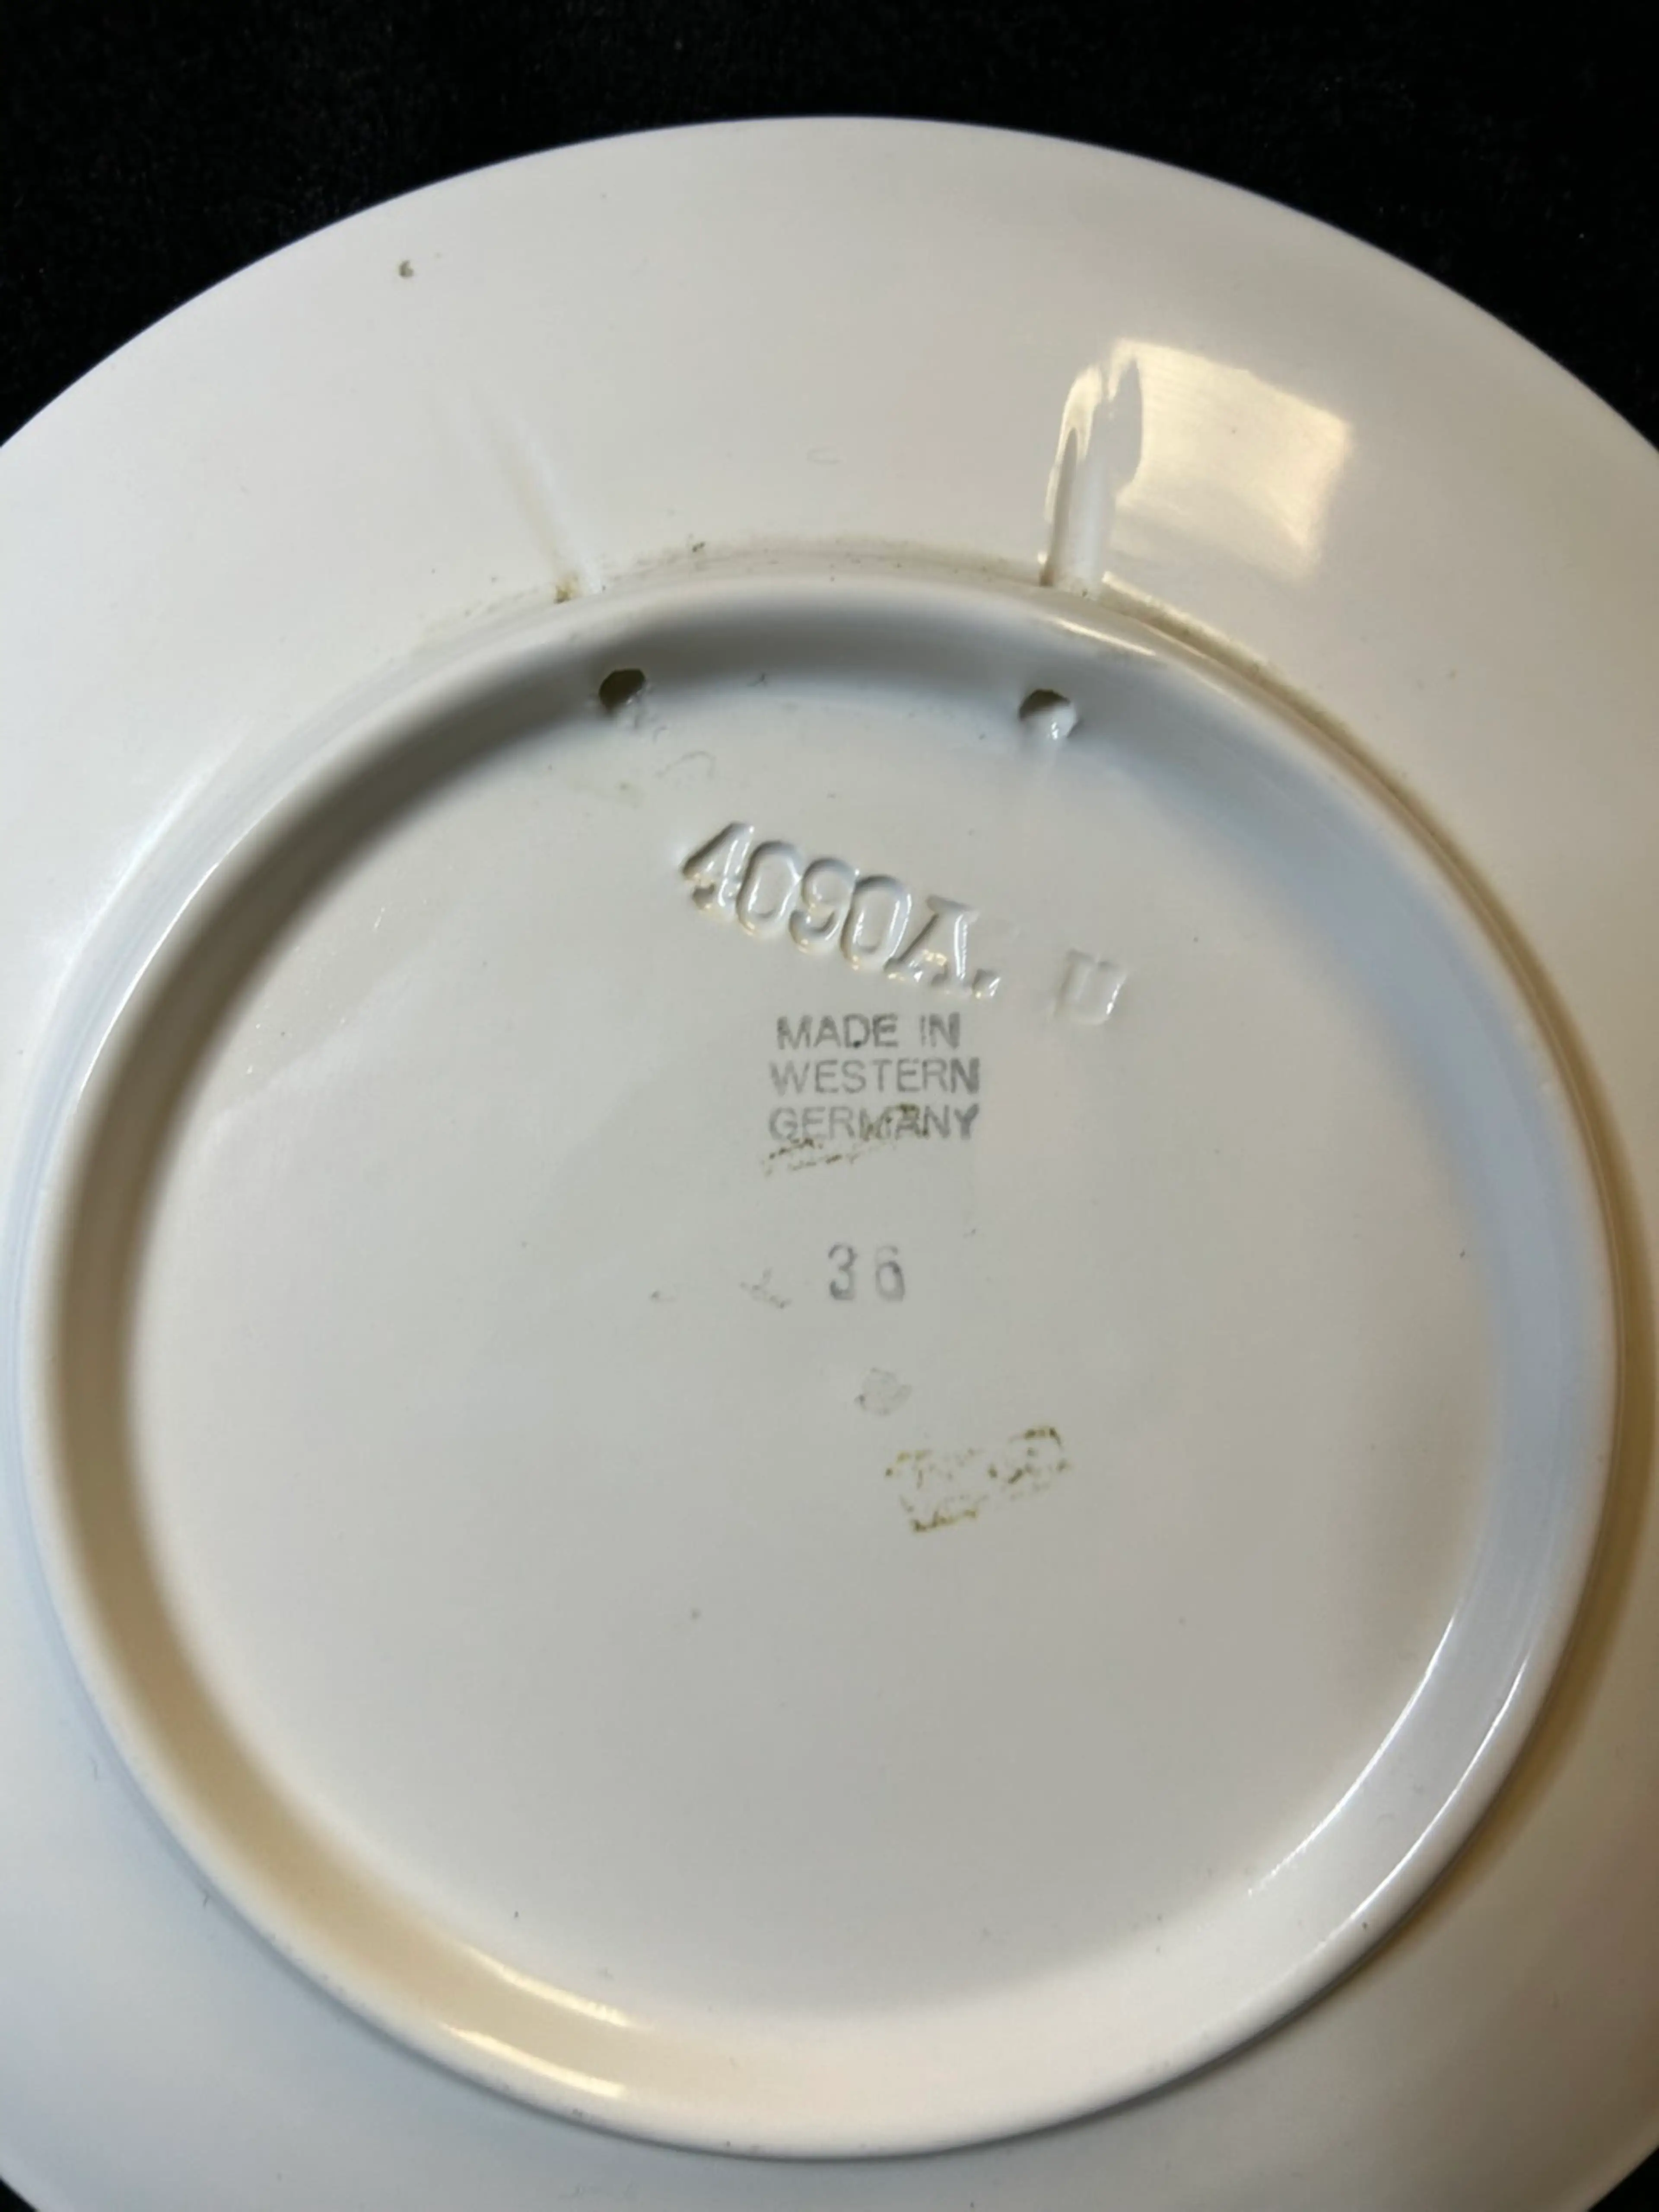 4090A. U
MADE IN
WESTERN
GERMANY
36